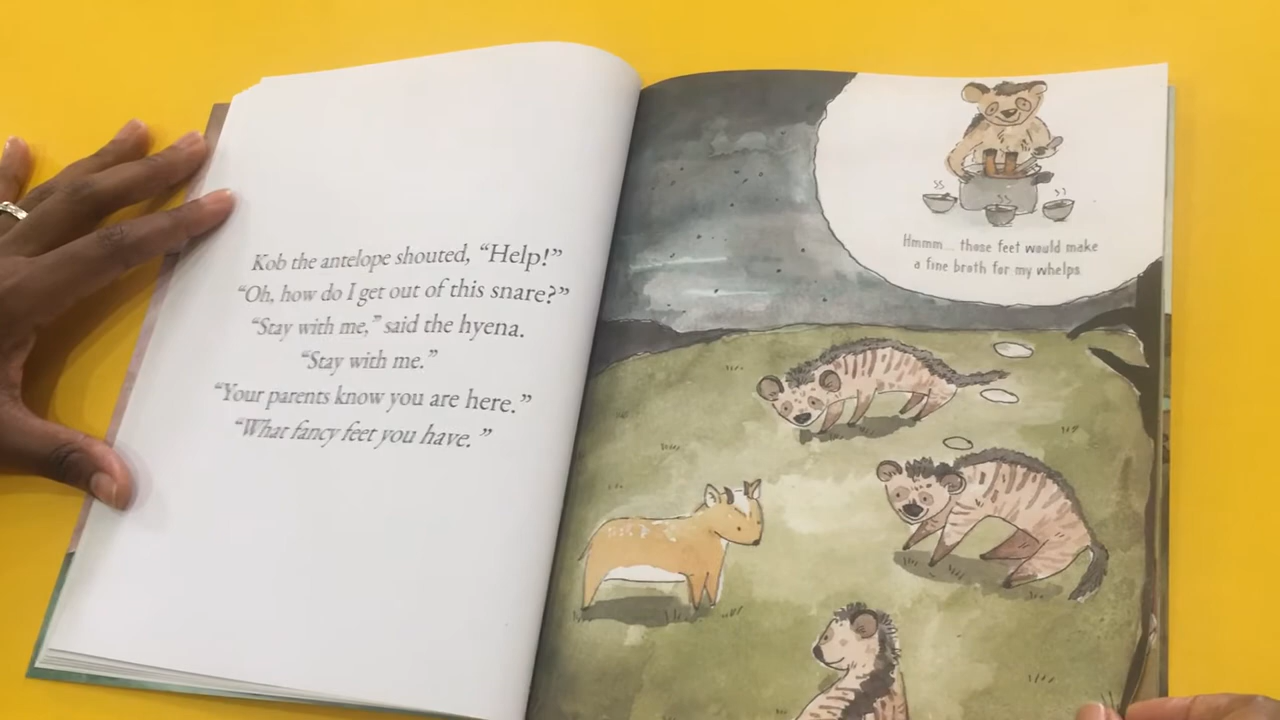 Kob the antelope shouted, “Help!”
“Oh, how do I get out of this snare?”
“Stay with me,” said the hyena.
“Stay with me.”
“Your parents know you are here.”
“What fancy feet you have. ”
Hmmm... those feet would make
a fine broth for my whelps